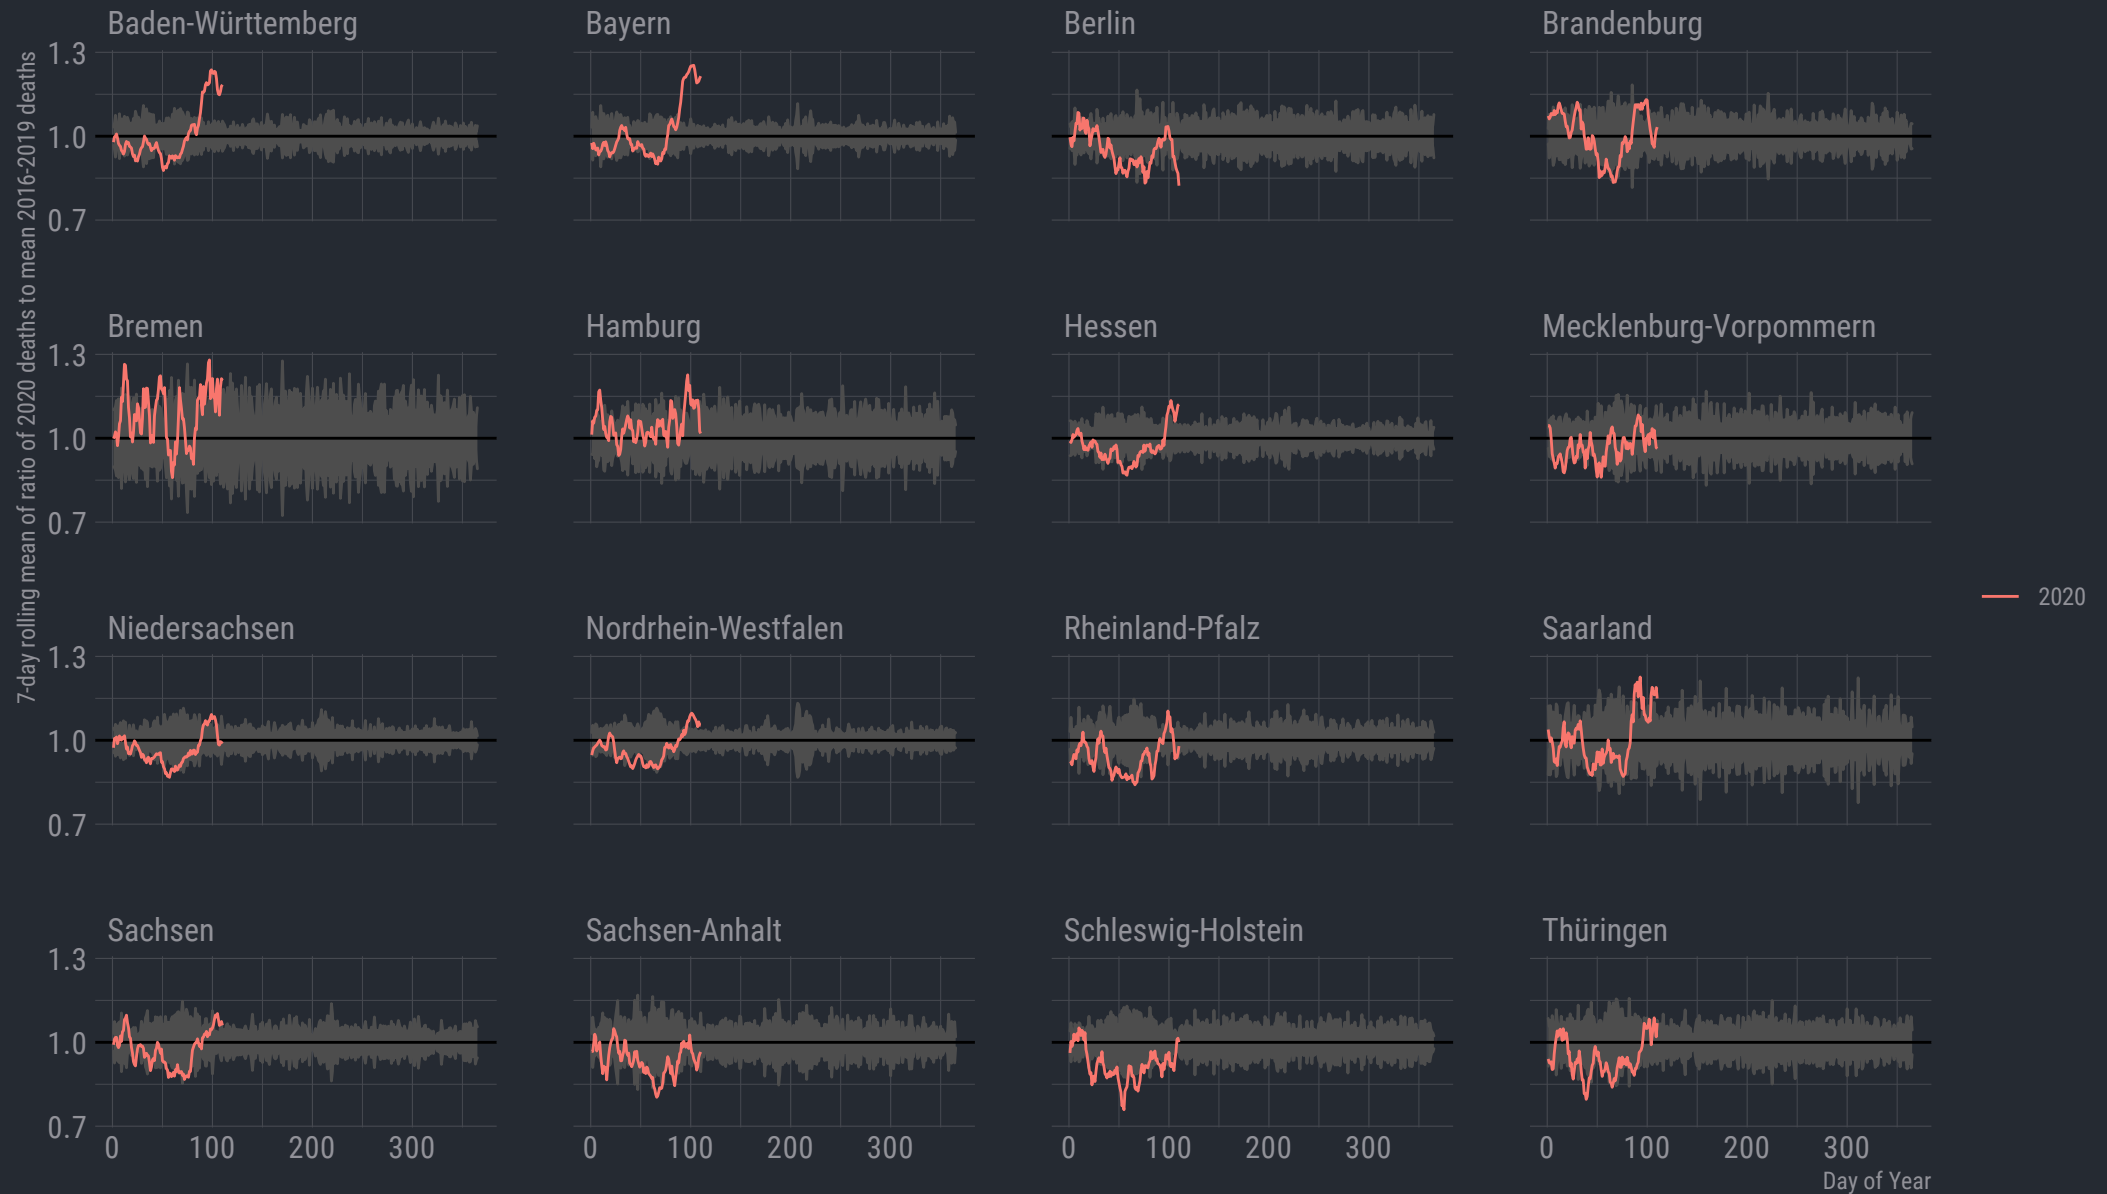 Baden-Württemberg
Bayern
Berlin
Brandenburg
1.3
1.0
0.7
7-day rolling mean of ratio of 2020 deaths to mean 2016-2019 deaths
Bremen
Hamburg
Hessen
Mecklenburg-Vorpommern
1.3
1.0
0.7
2020
Niedersachsen
Nordrhein-Westfalen
Rheinland-Pfalz
Saarland
1.3
1.0
0.7
Sachsen
Sachsen-Anhalt
Schleswig-Holstein
Thüringen
1.3
1.0
0.7
0 100 200 300
0 100 200 300
0 100 200 300
0 100 200 300
Day of Year